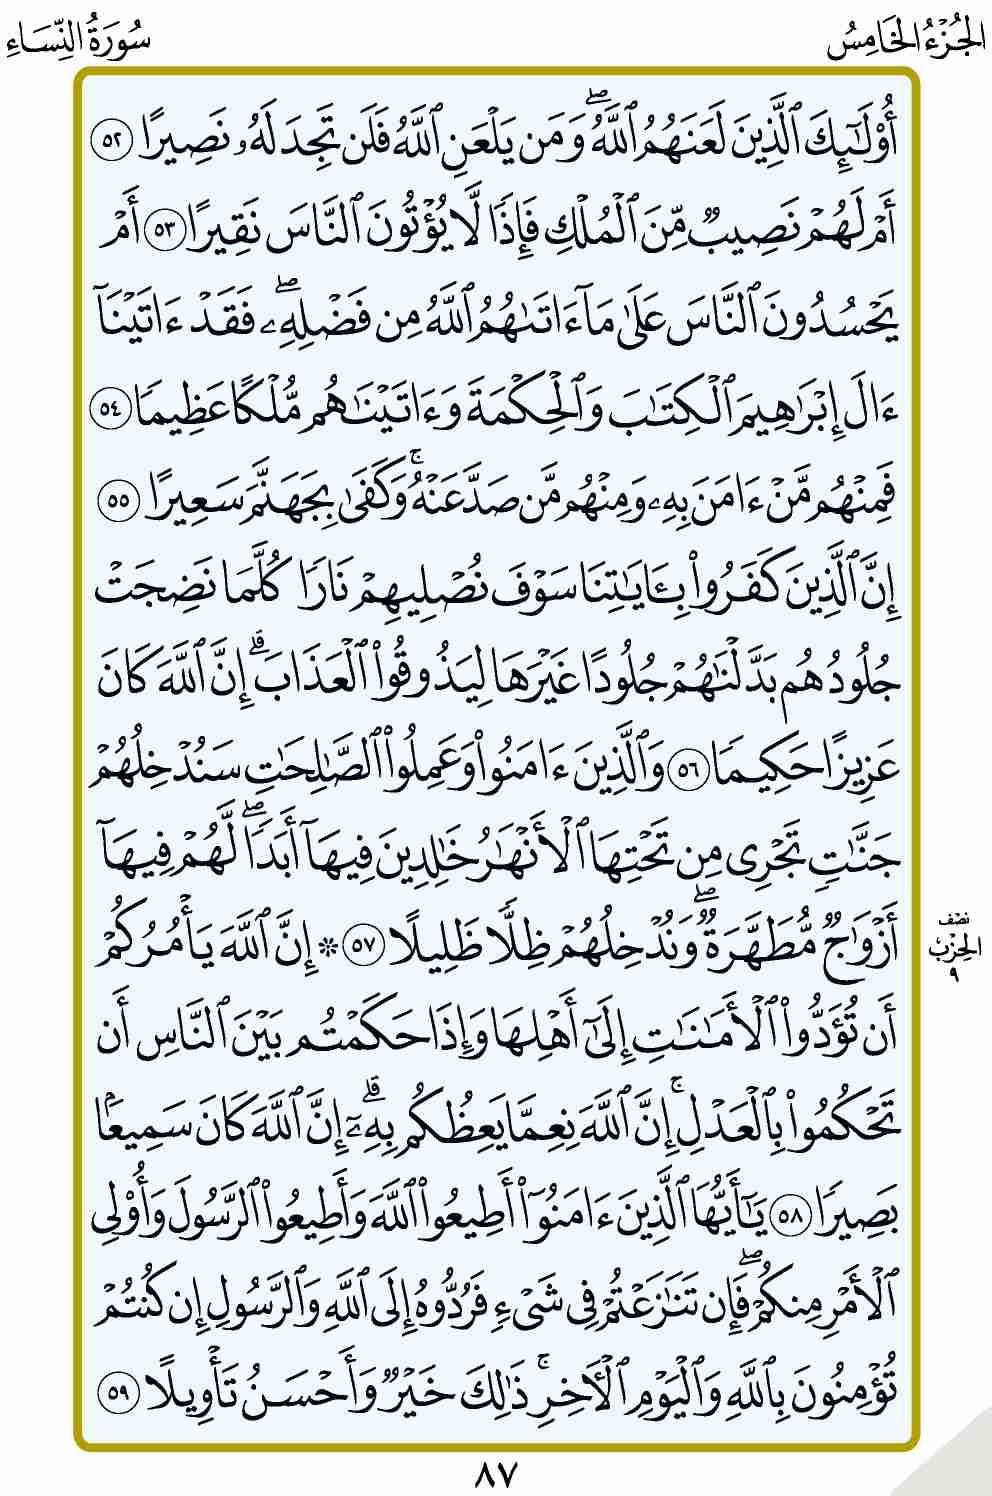 الجُزْءُ الخَامِسُ
سُورَةُ النِّسَاءِ
أُوْلَٰٓئِكَ ٱلَّذِينَ لَعَنَهُمُ ٱللَّهُۖ وَمَن يَلْعَنِ ٱللَّهُ فَلَن تَجِدَ لَهُۥ نَصِيرًا ٥٢
أَمْ لَهُمْ نَصِيبٌ مِّنَ ٱلْمُلْكِ فَإِذًا لَّا يُؤْتُونَ ٱلنَّاسَ نَقِيرًا ٥٣ أَمْ
يَحْسُدُونَ ٱلنَّاسَ عَلَىٰ مَآ ءَاتَىٰهُمُ ٱللَّهُ مِن فَضْلِهِۦۖ فَقَدْ ءَاتَيْنَآ
ءَالَ إِبْرَٰهِيمَ ٱلْكِتَٰبَ وَٱلْحِكْمَةَ وَءَاتَيْنَٰهُم مُّلْكًا عَظِيمًا ٥٤
فَمِنْهُم مَّنْ ءَامَنَ بِهِۦ وَمِنْهُم مَّن صَدَّ عَنْهُۚ وَكَفَىٰ بِجَهَنَّمَ سَعِيرًا ٥٥
إِنَّ ٱلَّذِينَ كَفَرُواْ بِـَٔايَٰتِنَا سَوْفَ نُصْلِيهِمْ نَارًا كُلَّمَا نَضِجَتْ
جُلُودُهُم بَدَّلْنَٰهُمْ جُلُودًا غَيْرَهَا لِيَذُوقُواْ ٱلْعَذَابَۗ إِنَّ ٱللَّهَ كَانَ
عَزِيزًا حَكِيمًا ٥٦ وَٱلَّذِينَ ءَامَنُواْ وَعَمِلُواْ ٱلصَّٰلِحَٰتِ سَنُدْخِلُهُمْ
جَنَّٰتٍ تَجْرِى مِن تَحْتِهَا ٱلْأَنْهَٰرُ خَٰلِدِينَ فِيهَآ أَبَدًاۖ لَّهُمْ فِيهَآ
أَزْوَٰجٌ مُّطَهَّرَةٌۖ وَنُدْخِلُهُمْ ظِلًّا ظَلِيلًا ٥٧ ۞ إِنَّ ٱللَّهَ يَأْمُرُكُمْ
نصف
الحزب
٩
أَن تُؤَدُّواْ ٱلْأَمَٰنَٰتِ إِلَىٰٓ أَهْلِهَا وَإِذَا حَكَمْتُم بَيْنَ ٱلنَّاسِ أَن
تَحْكُمُواْ بِٱلْعَدْلِۚ إِنَّ ٱللَّهَ نِعِمَّا يَعِظُكُم بِهِۦٓۗ إِنَّ ٱللَّهَ كَانَ سَمِيعًۢا
بَصِيرًا ٥٨ يَٰٓأَيُّهَا ٱلَّذِينَ ءَامَنُوٓاْ أَطِيعُواْ ٱللَّهَ وَأَطِيعُواْ ٱلرَّسُولَ وَأُوْلِى
ٱلْأَمْرِ مِنكُمْۖ فَإِن تَنَٰزَعْتُمْ فِى شَىْءٍ فَرُدُّوهُ إِلَى ٱللَّهِ وَٱلرَّسُولِ إِن كُنتُمْ
تُؤْمِنُونَ بِٱللَّهِ وَٱلْيَوْمِ ٱلْأَخِرِۚ ذَٰلِكَ خَيْرٌ وَأَحْسَنُ تَأْوِيلًا ٥٩
٨٧